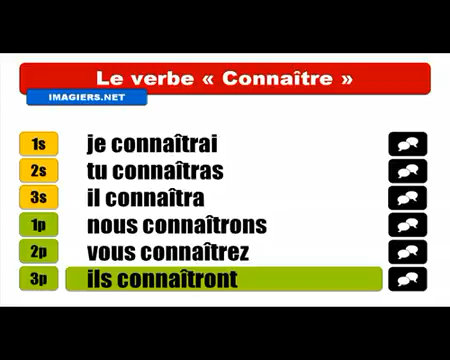 Le verbe « Connaître »
IMAGIERS.NET
1s je connaîtrai
2s tu connaîtras
3s il connaîtra
1p nous connaîtrons
2p vous connaîtrez
3p ils connaîtront